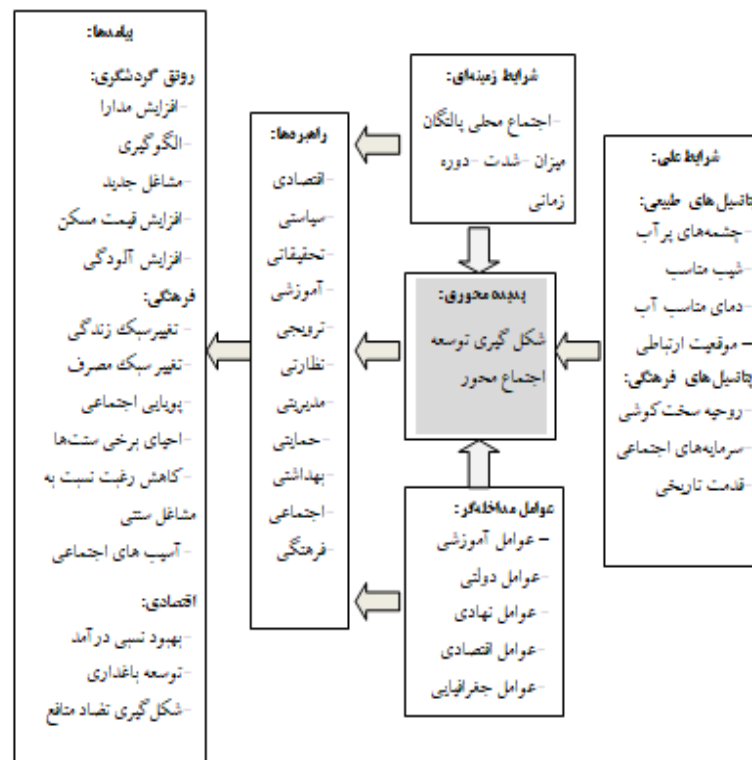 شرایط علی:
پتانسیل‌های طبیعی:
-چشمه‌های پر آب
-شیب مناسب
-دمای مناسب آب
– موقعیت ارتباطی
پتانسیل‌های فرهنگی:
-روحیه سخت‌کوشی
-سرمایه‌های اجتماعی
-قدمت تاریخی
شرایط زمینه‌ای:
-اجتماع محلی پالنگان
میزان -شدت -دوره
زمانی
پدیده محوری:
شکل گیری توسعه
اجتماع محور
عوامل مداخله‌گر:
– عوامل آموزشی
-عوامل دولتی
-عوامل نهادی
-عوامل اقتصادی
-عوامل جغرافیایی
راهبردها:
-اقتصادی
-سیاستی
-تحقیقاتی
-آموزشی
-ترویجی
-نظارتی
-مدیریتی
-حمایتی
-بهداشتی
-اجتماعی
-فرهنگی
پیامدها:
رونق گردشگری:
-افزایش مدارا
-الگوگیری
-مشاغل جدید
-افزایش قیمت مسکن
-افزایش آلودگی
فرهنگی:
-تغییرسبک زندگی
-تغییر سبک مصرف
-پویایی اجتماعی
-احیای برخی سنت‌ها
-کاهش رغبت نسبت به
مشاغل سنتی
-آسیب های اجتماعی
اقتصادی:
-بهبود نسبی در آمد
-توسعه باغداری
-شکل‌گیری تضاد منافع